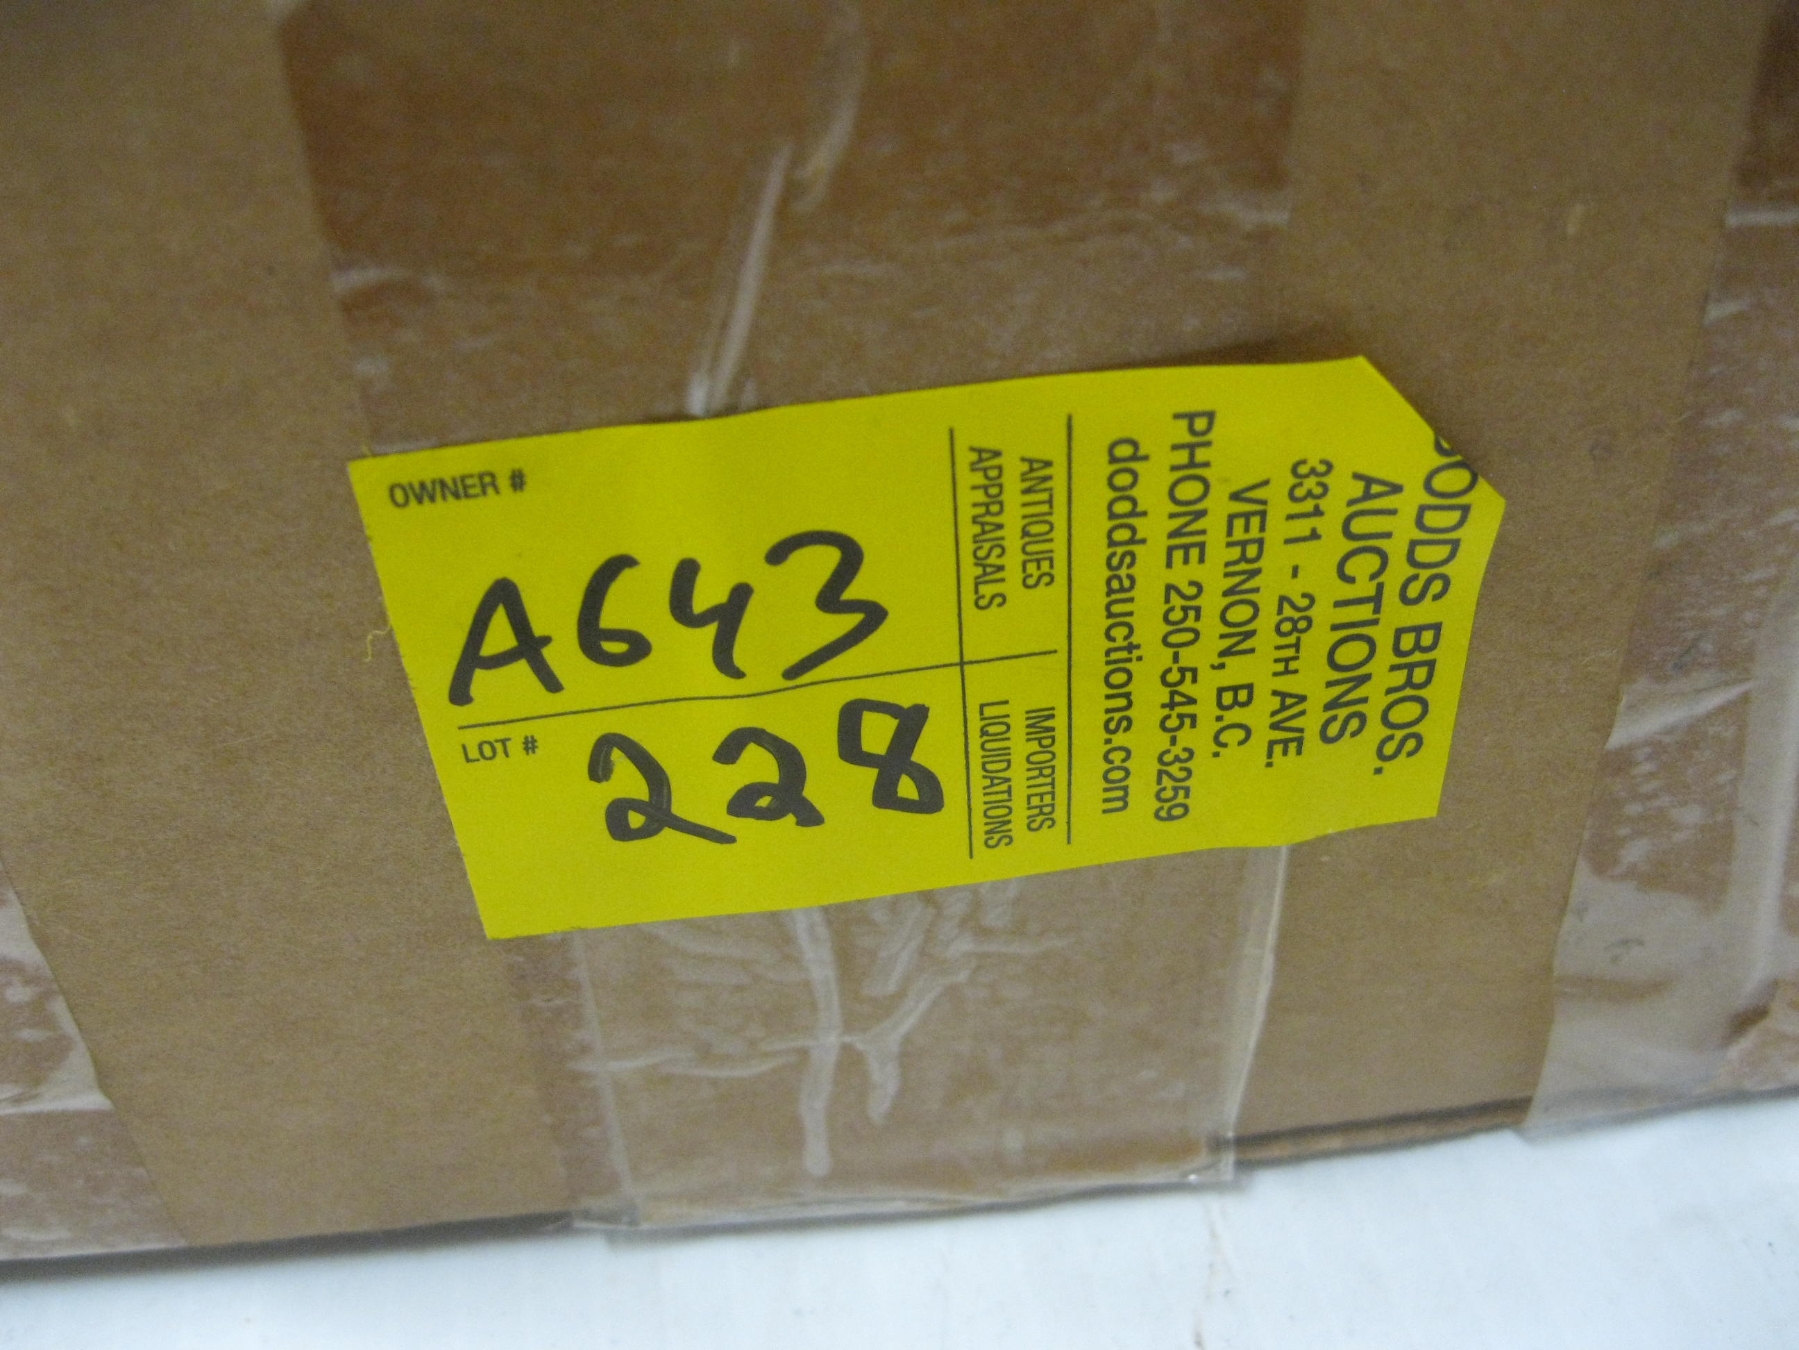 DODDS BROS.
AUCTIONS
3311 - 28TH AVE.
VERNON, B.C.
PHONE 250-545-3259
doddsauctions.com
ANTIQUES
APPRAISALS
IMPORTERS
LIQUIDATIONS
OWNER #
A643
LOT #
228